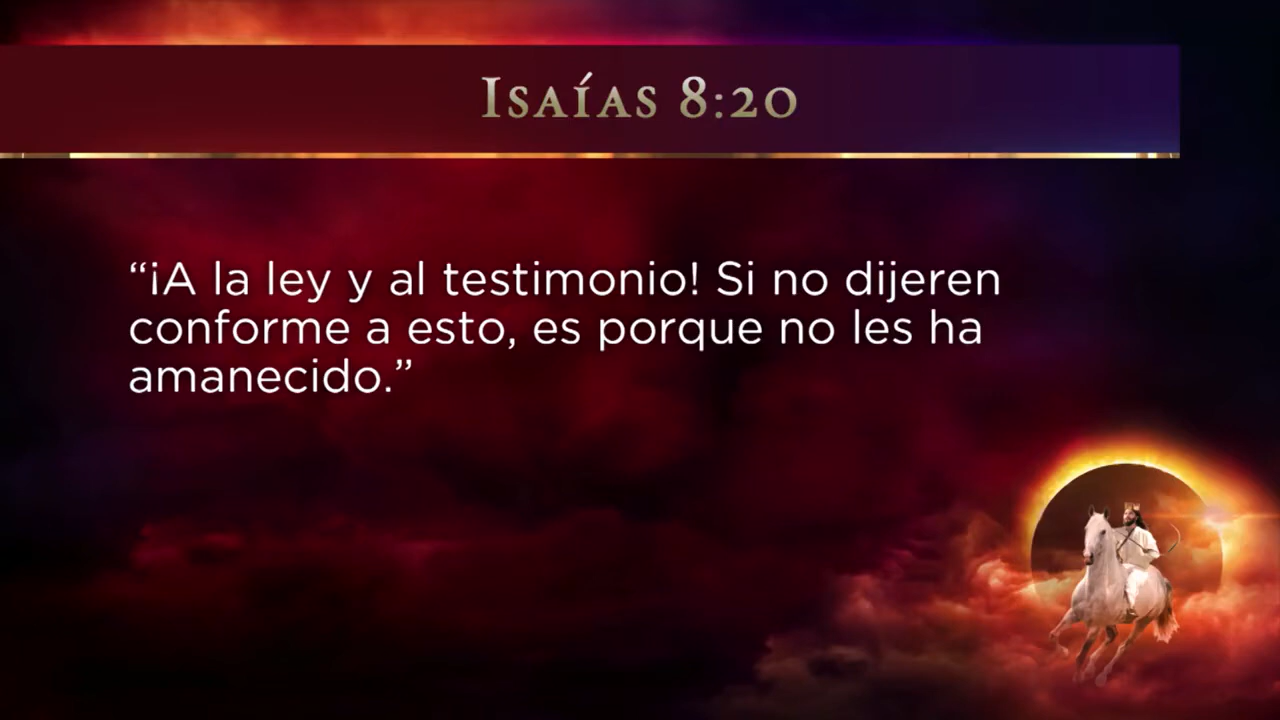 Isaías 8:20
“¡A la ley y al testimonio! Si no dijeren
conforme a esto, es porque no les ha
amanecido.”